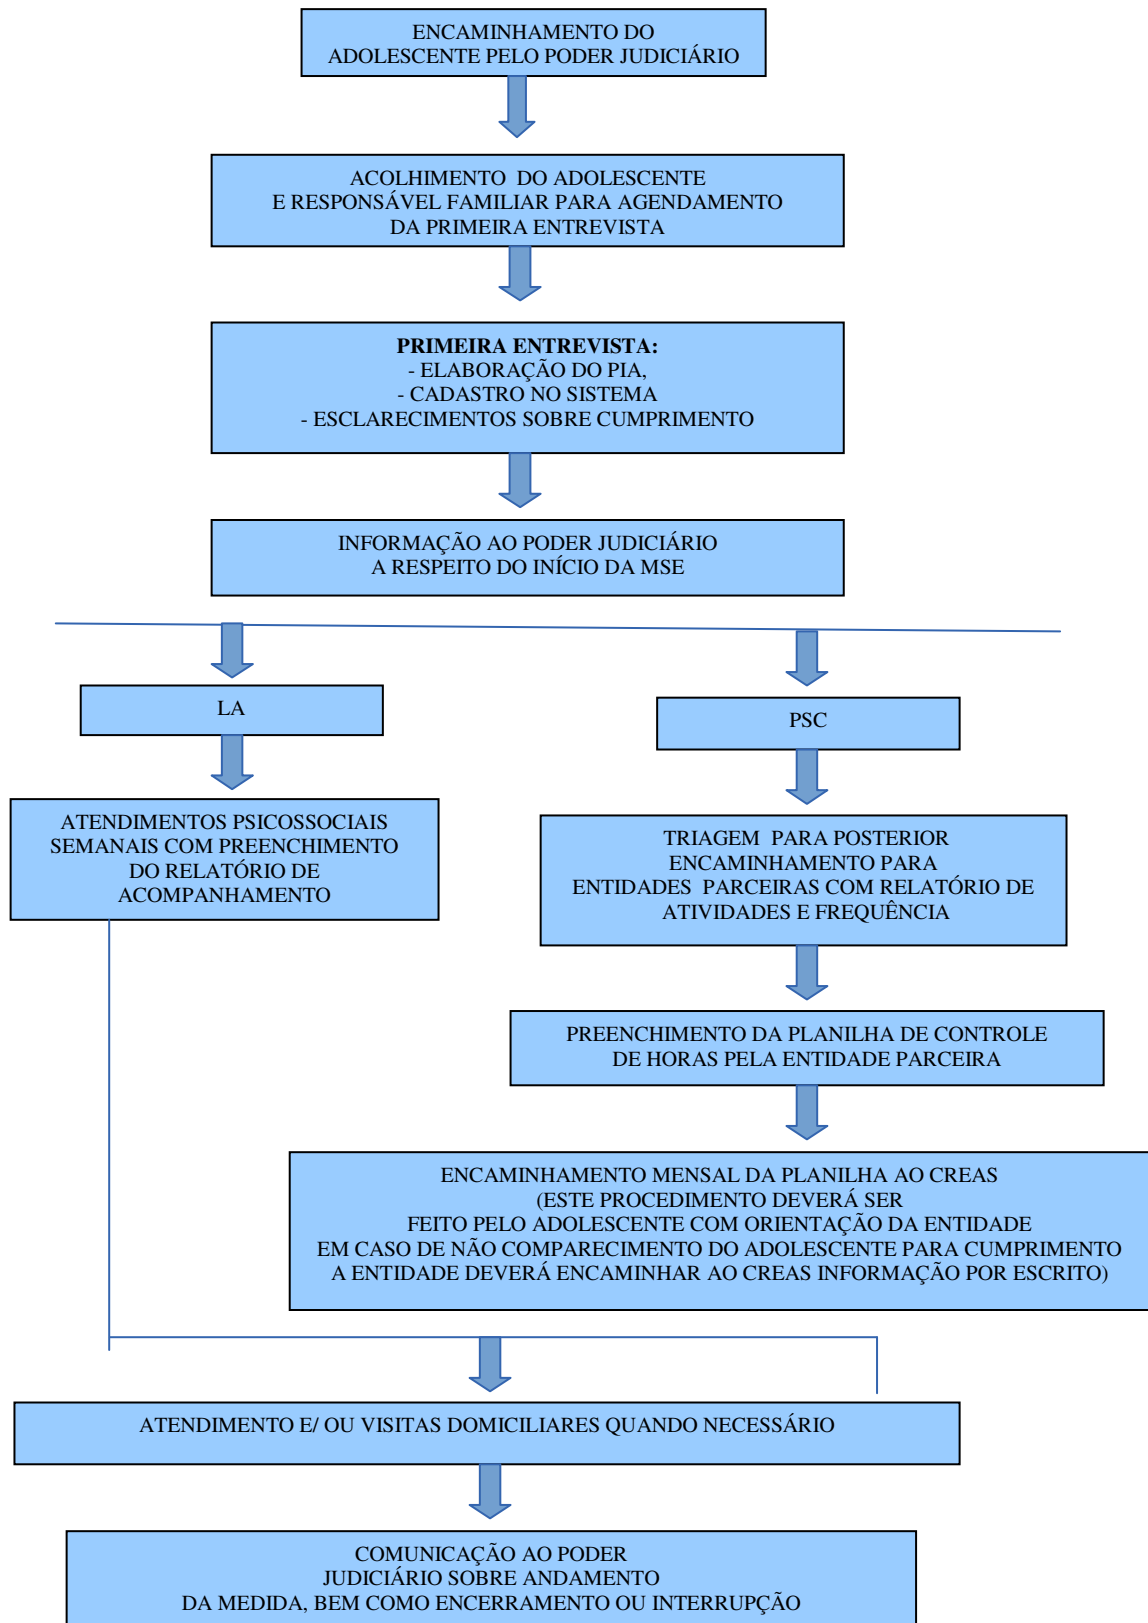 ENCAMINHAMENTO DO
ADOLESCENTE PELO PODER JUDICIÁRIO
ACOLHIMENTO DO ADOLESCENTE
E RESPONSÁVEL FAMILIAR PARA AGENDAMENTO
DA PRIMEIRA ENTREVISTA
PRIMEIRA ENTREVISTA:
- ELABORAÇÃO DO PIA,
- CADASTRO NO SISTEMA
- ESCLARECIMENTOS SOBRE CUMPRIMENTO
INFORMAÇÃO AO PODER JUDICIÁRIO
A RESPEITO DO INÍCIO DA MSE
LA
ATENDIMENTOS PSICOSSOCIAIS
SEMANAIS COM PREENCHIMENTO
DO RELATÓRIO DE
ACOMPANHAMENTO
PSC
TRIAGEM PARA POSTERIOR
ENCAMINHAMENTO PARA
ENTIDADES PARCEIRAS COM RELATÓRIO DE
ATIVIDADES E FREQUÊNCIA
PREENCHIMENTO DA PLANILHA DE CONTROLE
DE HORAS PELA ENTIDADE PARCEIRA
ENCAMINHAMENTO MENSAL DA PLANILHA AO CREAS
(ESTE PROCEDIMENTO DEVERÁ SER
FEITO PELO ADOLESCENTE COM ORIENTAÇÃO DA ENTIDADE
EM CASO DE NÃO COMPARECIMENTO DO ADOLESCENTE PARA CUMPRIMENTO
A ENTIDADE DEVERÁ ENCAMINHAR AO CREAS INFORMAÇÃO POR ESCRITO)
ATENDIMENTO E/ OU VISITAS DOMICILIARES QUANDO NECESSÁRIO
COMUNICAÇÃO AO PODER
JUDICIÁRIO SOBRE ANDAMENTO
DA MEDIDA, BEM COMO ENCERRAMENTO OU INTERRUPÇÃO